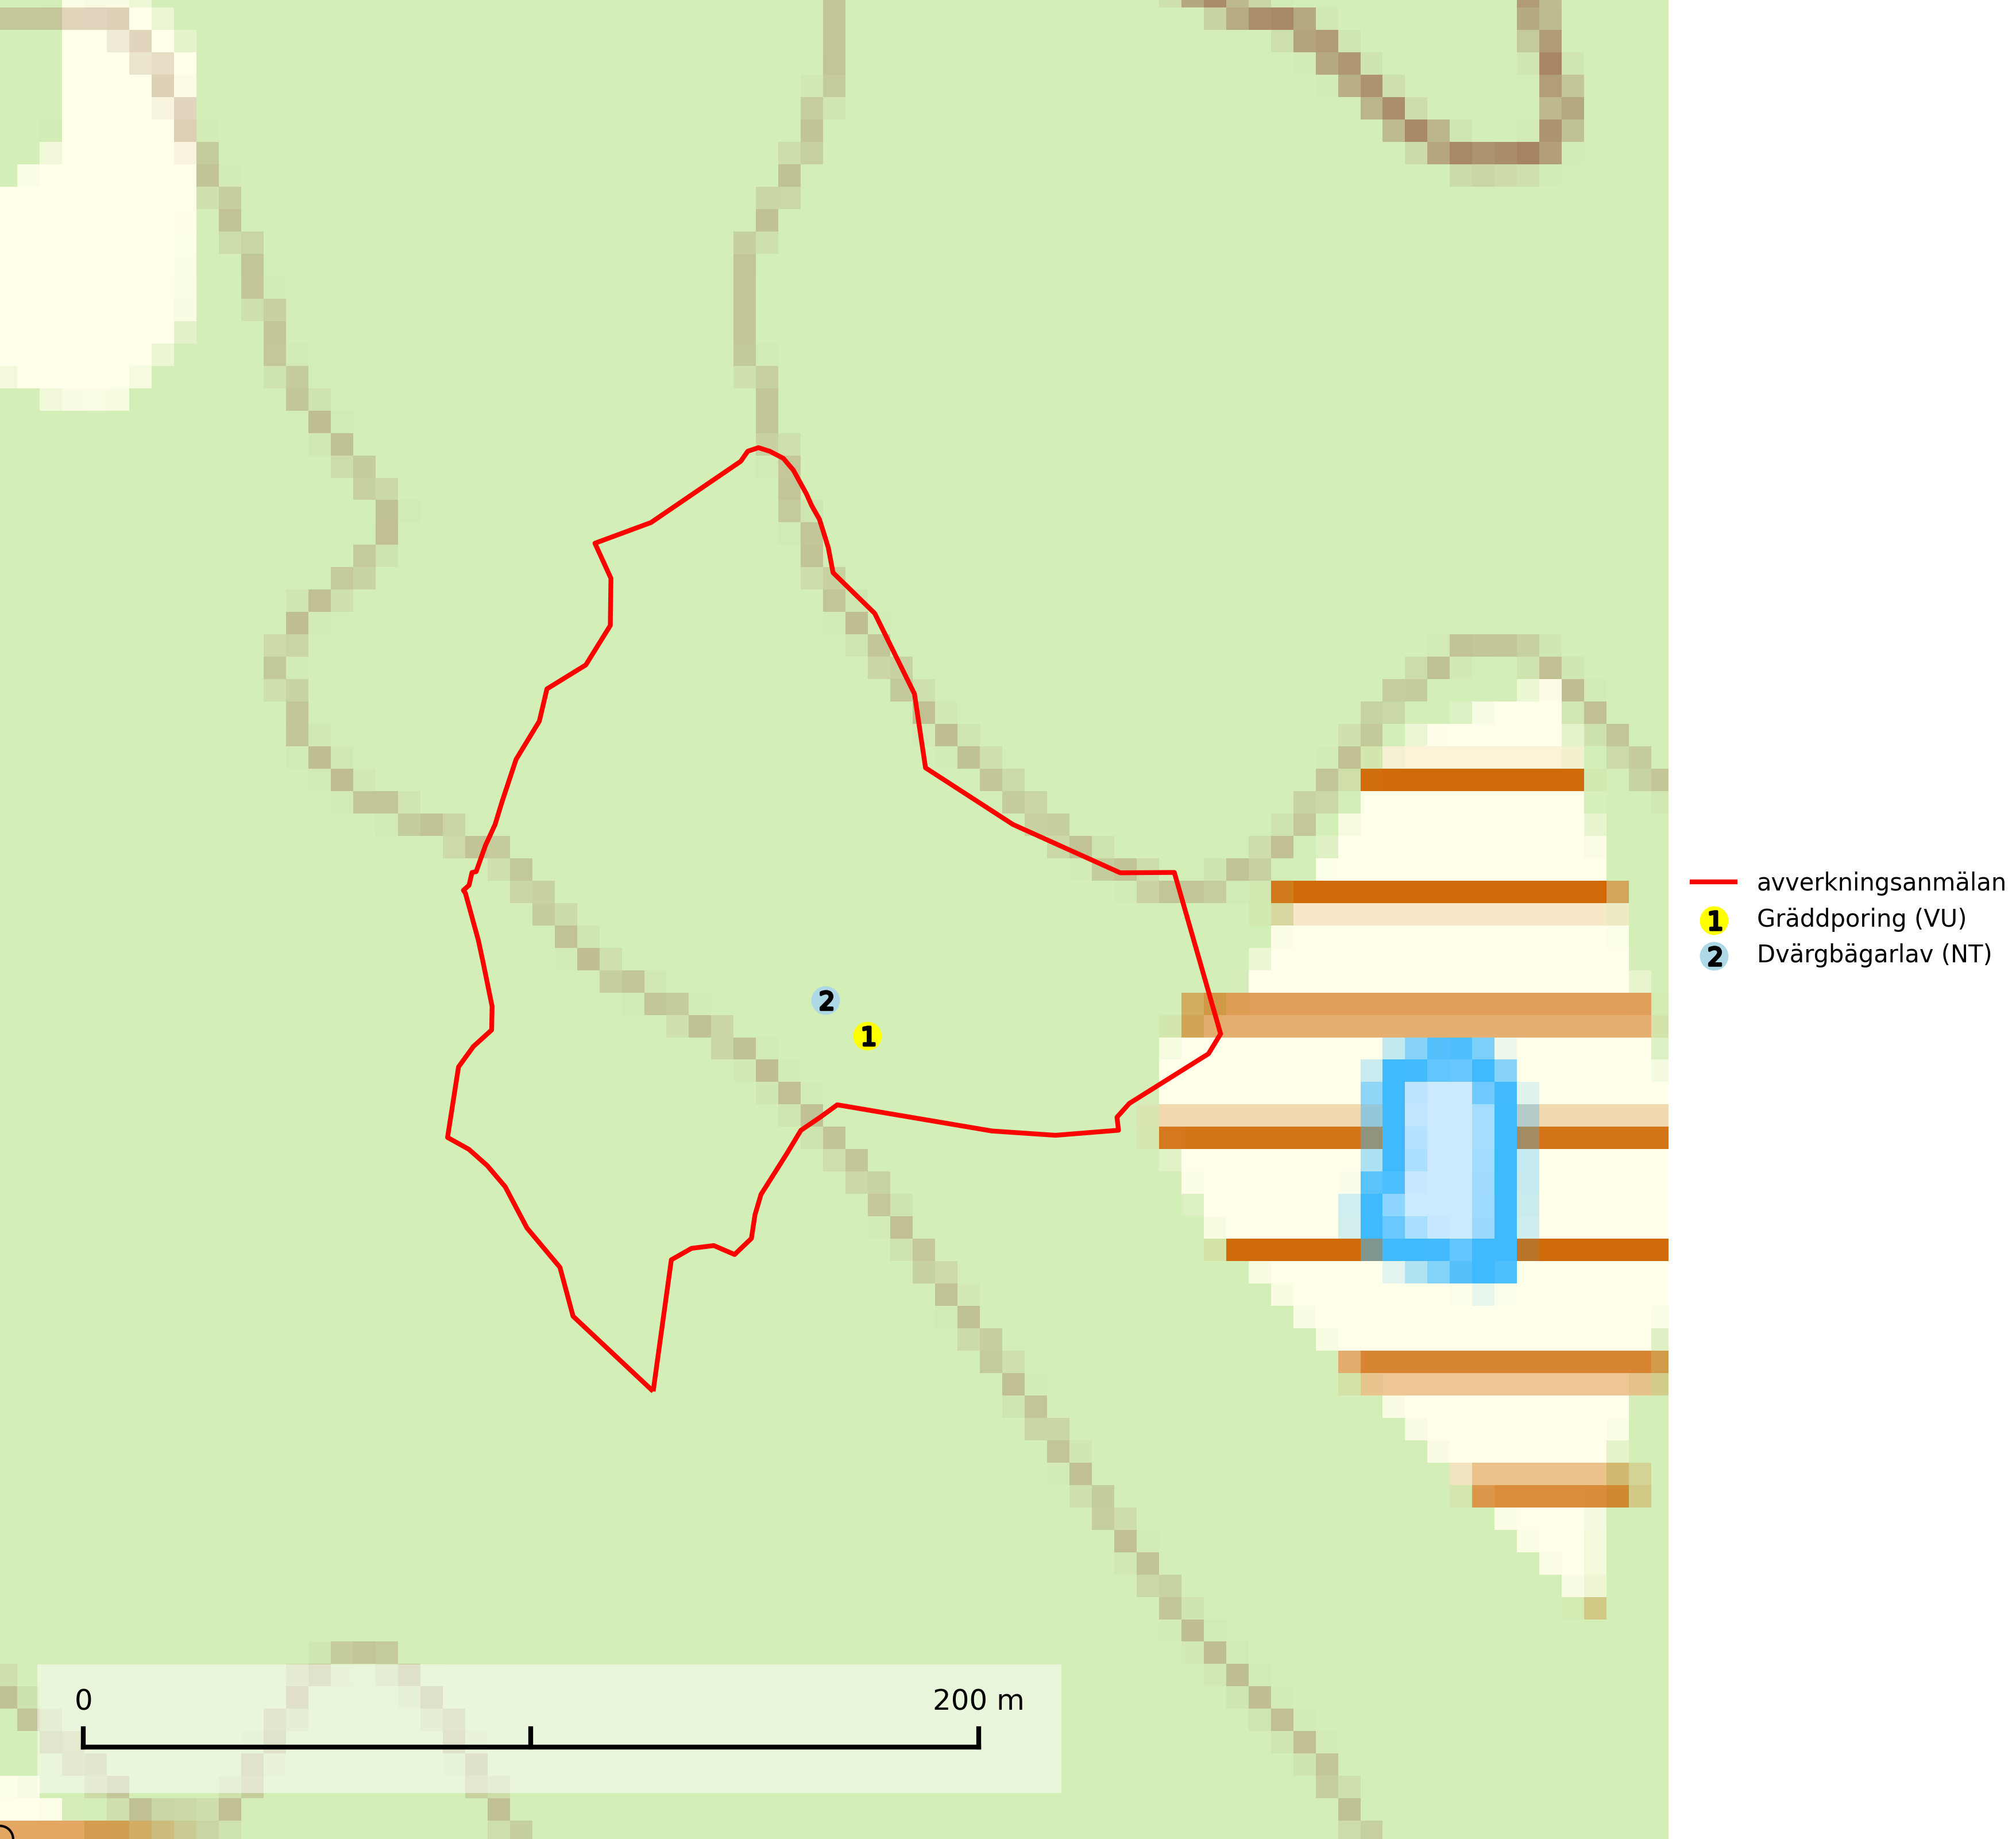 avverkningsanmälan
1 Gräddporing (VU)
2 Dvärgbägarlav (NT)
2
1
0 200 m